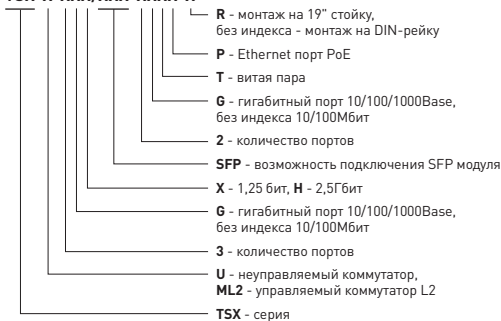 R - монтаж на 19" стойку,
без индекса - монтаж на DIN-рейку
P - Ethernet порт PoE
T - витая пара
G - гигабитный порт 10/100/1000Base,
без индекса 10/100Мбит
2 - количество портов
SFP - возможность подключения SFP модуля
X - 1,25 бит, H - 2,5Гбит
G - гигабитный порт 10/100/1000Base,
без индекса 10/100Мбит
3 - количество портов
U - неуправляемый коммутатор,
ML2 - управляемый коммутатор L2
TSX - серия